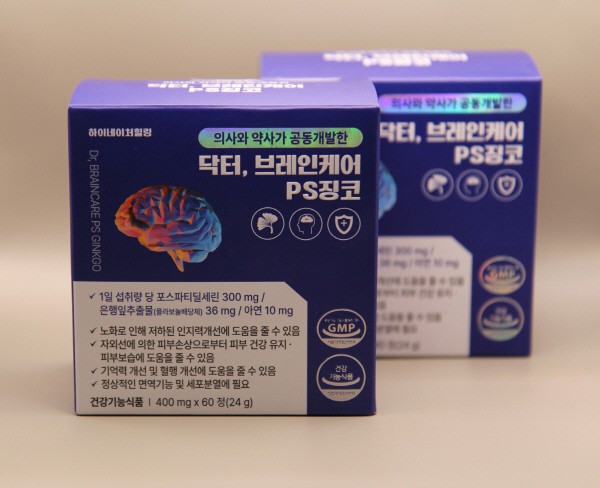 하이네이처힐링
의사와 약사가 공동개발한
닥터, 브레인케어
PS징코
Dr, BRAINCARE PS GINKGO
1일 섭취량 당 포스파티딜세린 300 mg /
은행잎추출물(플라보놀배당체) 36 mg / 아연 10 mg
노화로 인해 저하된 인지력개선에 도움을 줄 수 있음
자외선에 의한 피부손상으로부터 피부 건강 유지·
피부보습에 도움을 줄 수 있음
기억력 개선 및 혈행 개선에 도움을 줄 수 있음
정상적인 면역기능 및 세포분열에 필요
건강기능식품 | 400 mg x 60 정(24 g)
GMP
건강
기능식품
의사와 약사가 공동개발한
닥터, 브레인케어
PS징코
세린 300 mg /
36 mg / 아연 10 mg
GMP